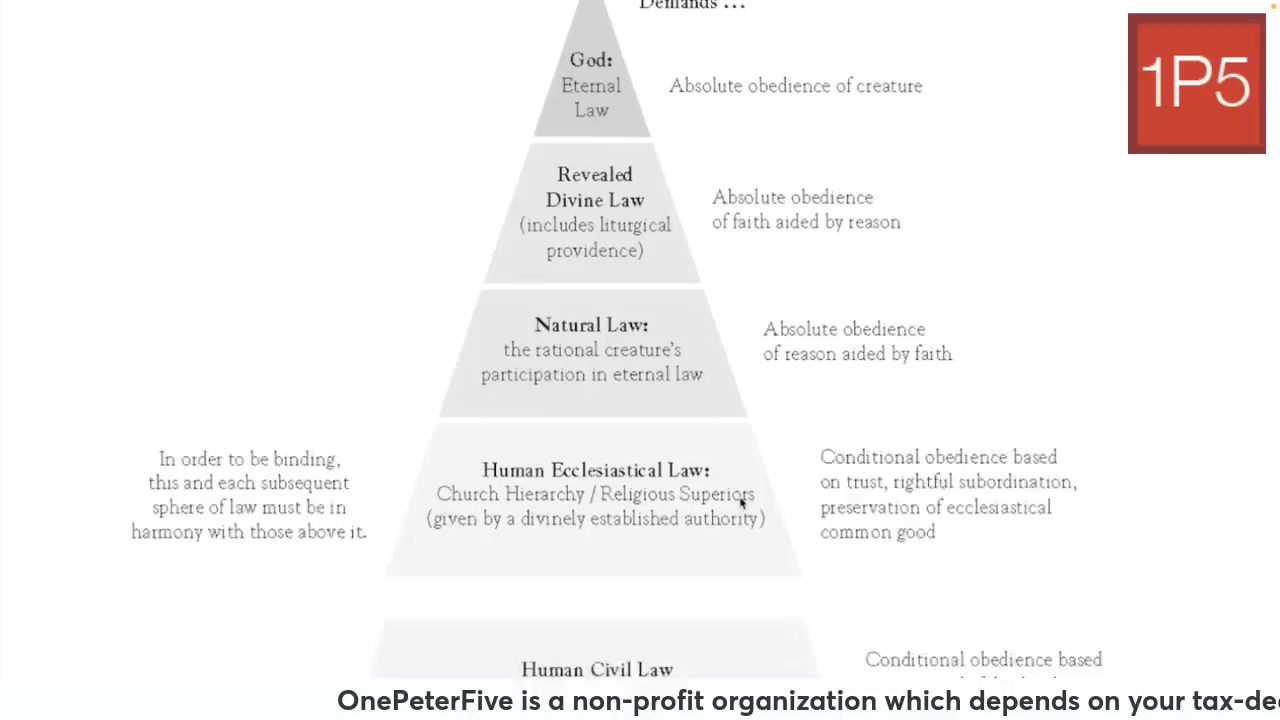 Demands ...
1P5
God:
Eternal
Law
Absolute obedience of creature
Revealed
Divine Law
(includes liturgical
providence)
Absolute obedience
of faith aided by reason
Natural Law:
the rational creature's
participation in eternal law
Absolute obedience
of reason aided by faith
In order to be binding,
this and each subsequent
sphere of law must be in
harmony with those above it.
Human Ecclesiastical Law:
Church Hierarchy / Religious Superiors
(given by a divinely established authority)
Conditional obedience based
on trust, rightful subordination,
preservation of ecclesiastical
common good
Human Civil Law
Conditional obedience based
OnePeterFive is a non-profit organization which depends on your tax-de